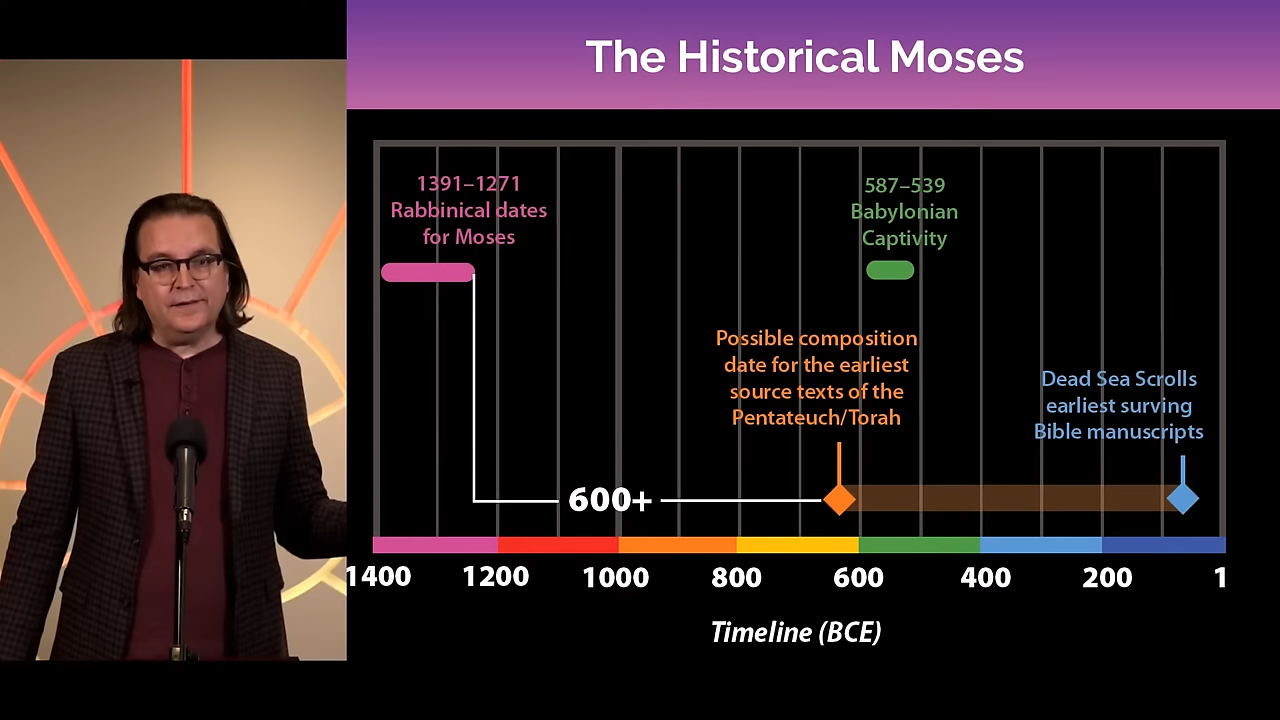 The Historical Moses
1391–1271
Rabbinical dates
for Moses
587–539
Babylonian
Captivity
Possible composition
date for the earliest
source texts of the
Pentateuch/Torah
Dead Sea Scrolls
earliest surving
Bible manuscripts
600+
1400 1200 1000 800 600 400 200 1
Timeline (BCE)